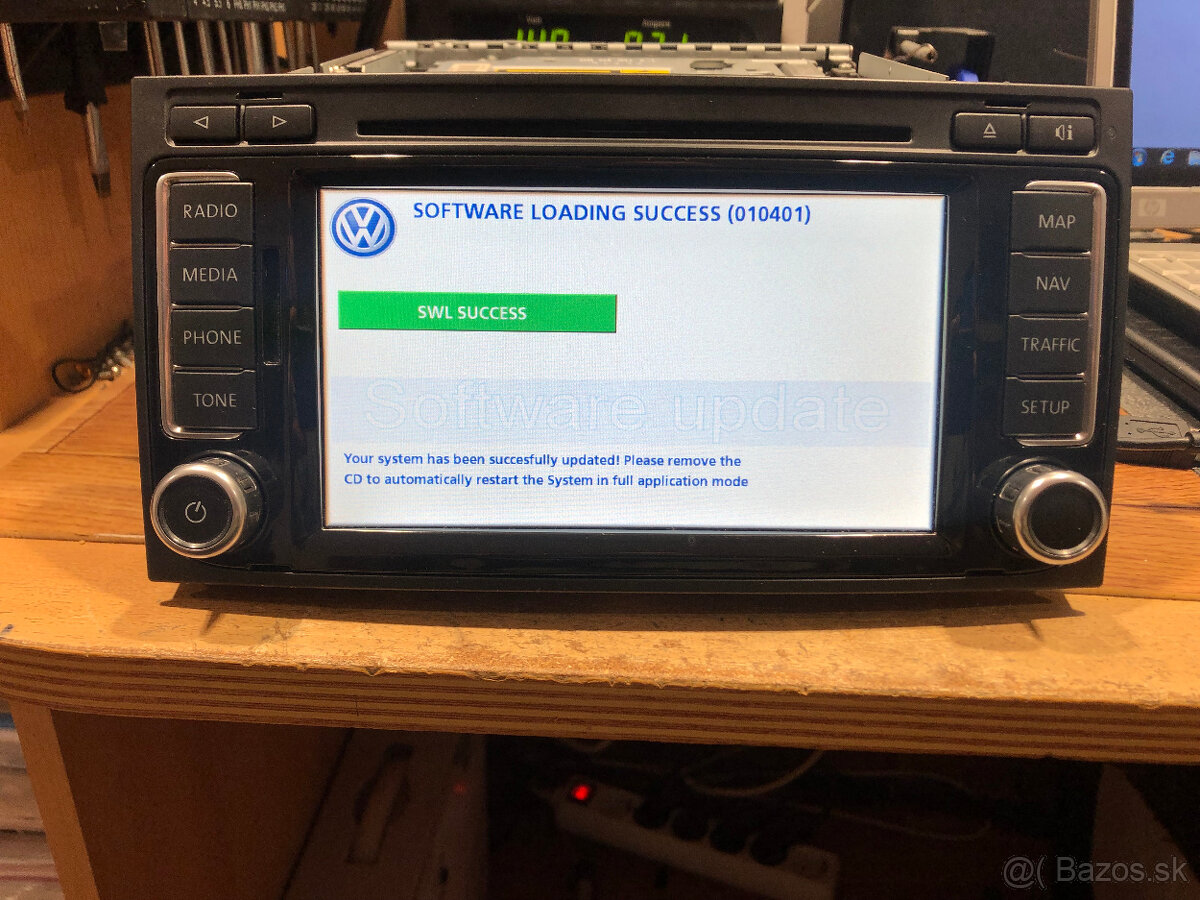 RADIO
MEDIA
PHONE
TONE
SOFTWARE LOADING SUCCESS (010401)
SWL SUCCESS
Software update
Your system has been succesfully updated! Please remove the
CD to automatically restart the System in full application mode
MAP
NAV
TRAFFIC
SETUP
@( Bazos.sk